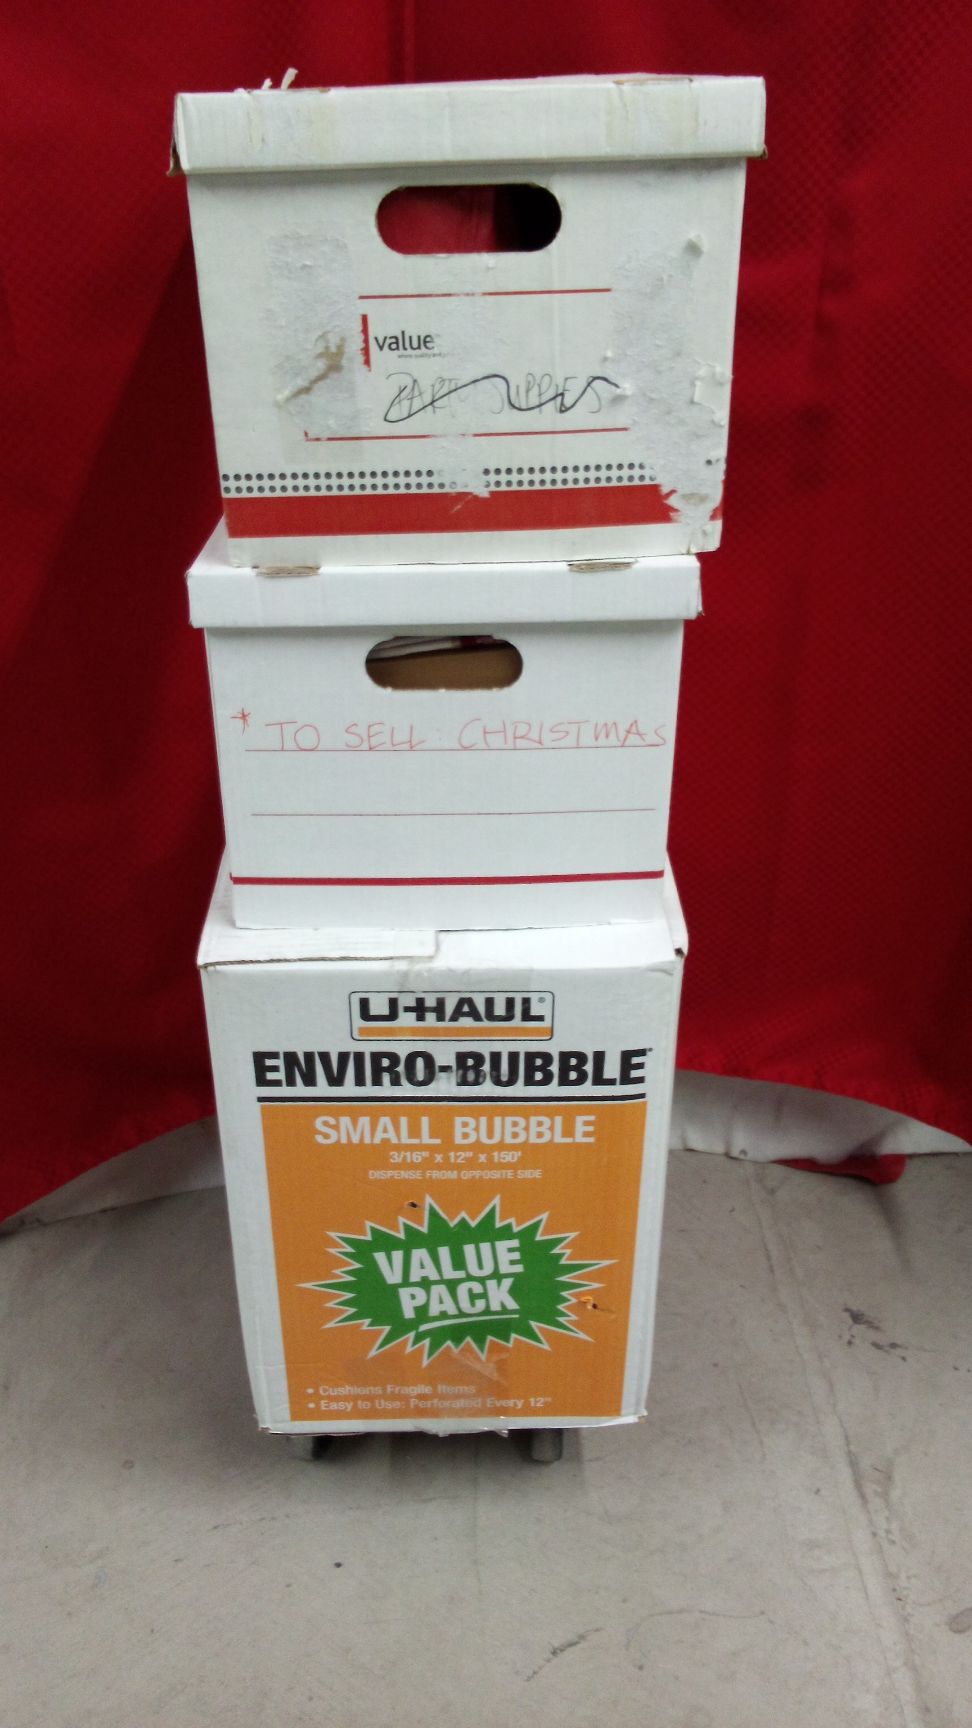 value
PARTY SUPPLIES
* TO SELL: CHRISTMAS
U-HAUL®
ENVIRO-BUBBLE
SMALL BUBBLE
3/16" x 12" x 150'
DISPENSE FROM OPPOSITE SIDE
VALUE
PACK
• Cushions Fragile Items
• Easy to Use: Perforated Every 12"